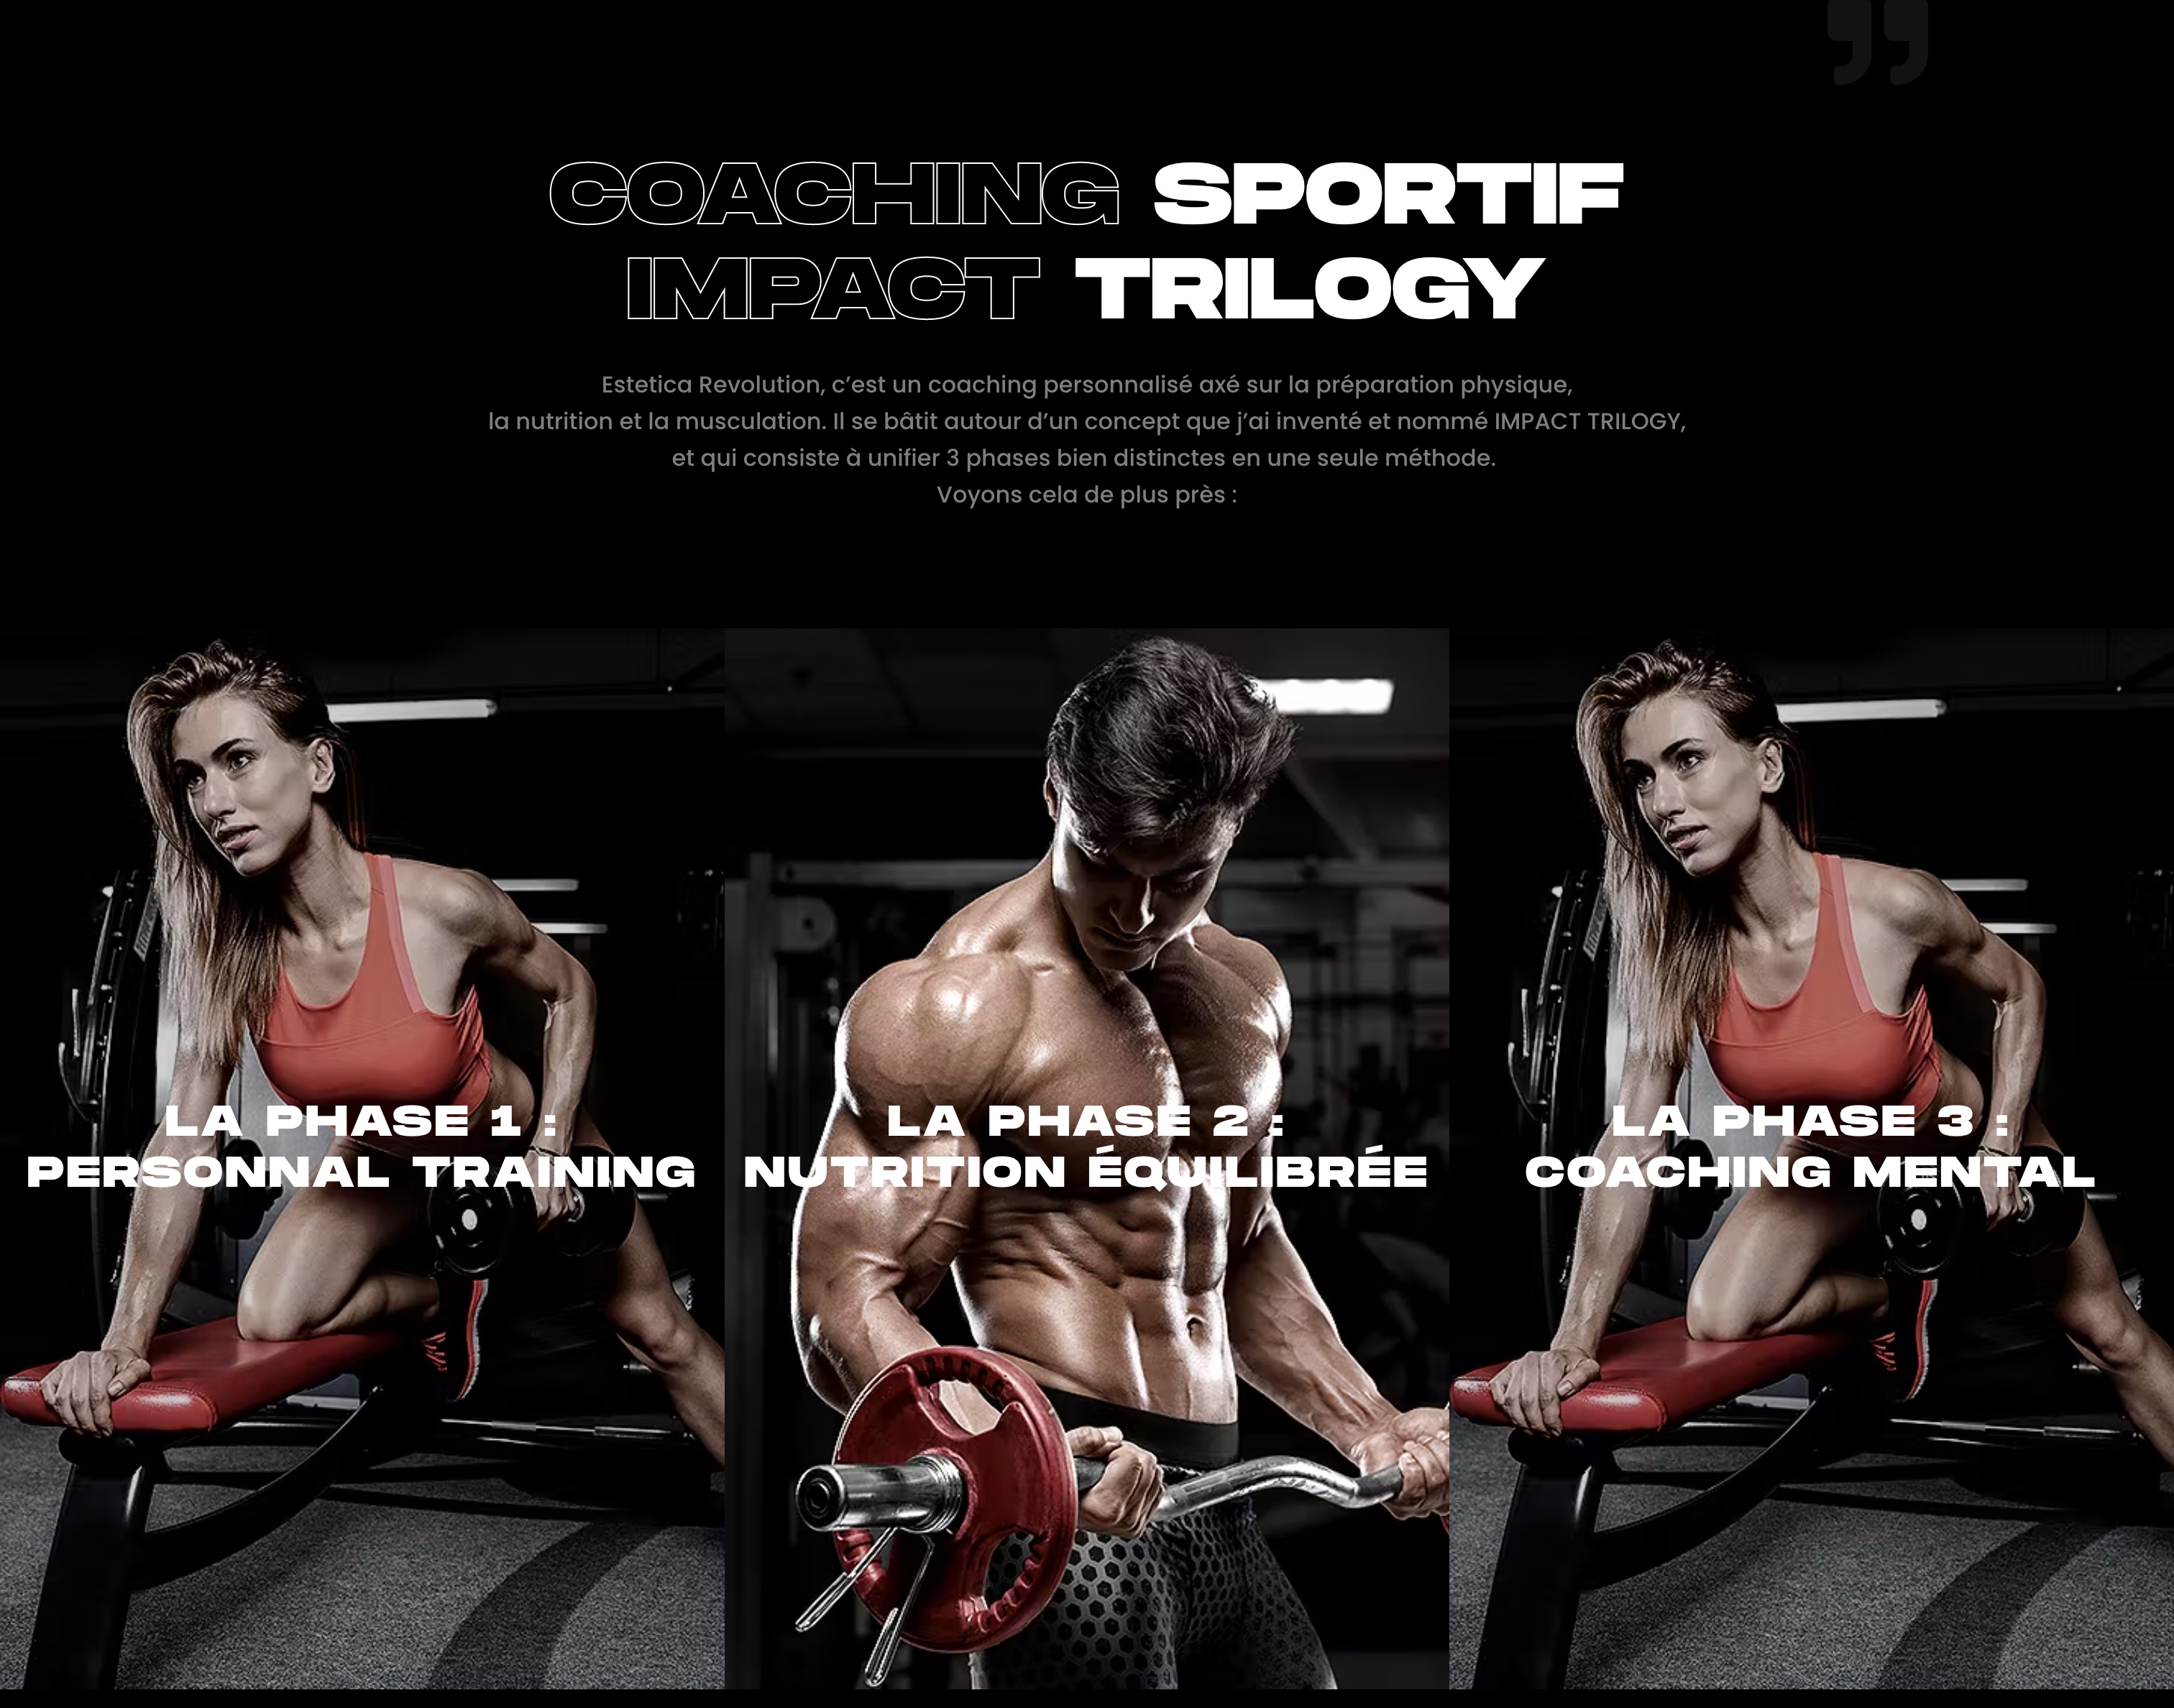 COACHING SPORTIF
IMPACT TRILOGY
Estetica Revolution, c’est un coaching personnalisé axé sur la préparation physique,
la nutrition et la musculation. Il se bâtit autour d’un concept que j’ai inventé et nommé IMPACT TRILOGY,
et qui consiste à unifier 3 phases bien distinctes en une seule méthode.
Voyons cela de plus près :
LA PHASE 1 :
PERSONNAL TRAINING
LA PHASE 2 :
NUTRITION ÉQUILIBRÉE
LA PHASE 3 :
COACHING MENTAL